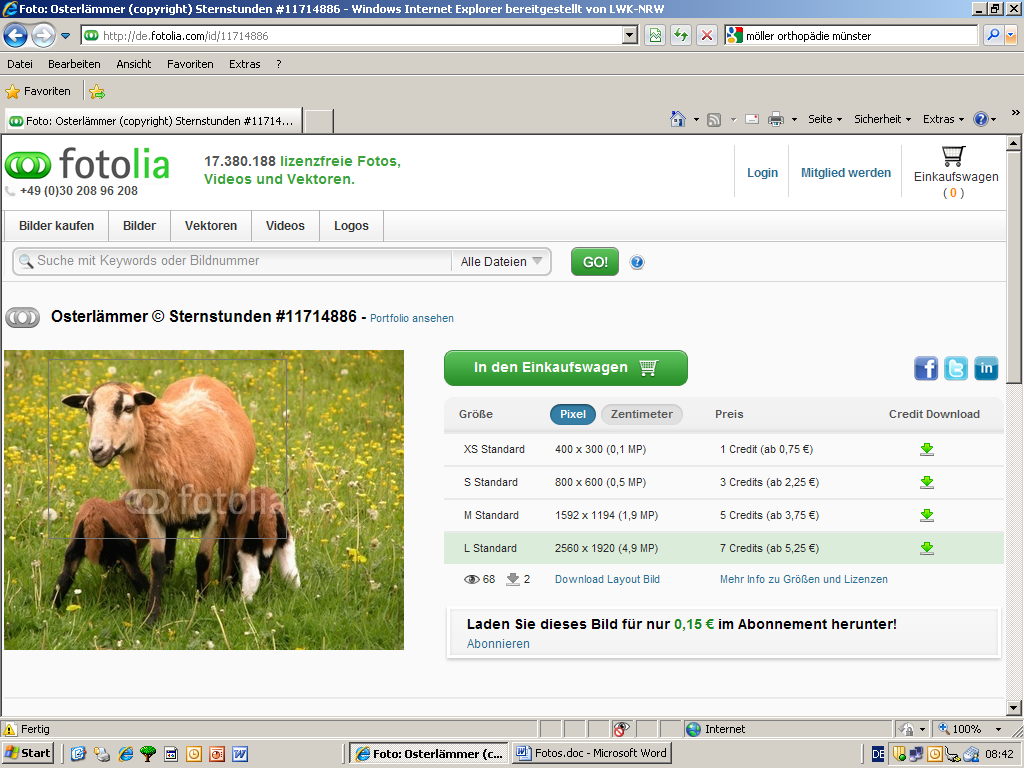 Foto: Osterlämmer (copyright) Sternstunden #11714886 - Windows Internet Explorer bereitgestellt von LWK-NRW
http://de.fotolia.com/id/11714886
möller orthopädie münster
Datei Bearbeiten Ansicht Favoriten Extras ?
Favoriten
Foto: Osterlämmer (copyright) Sternstunden #11714...
Seite Sicherheit Extras »
fotolia
+49 (0)30 208 96 208
17.380.188 lizenzfreie Fotos,
Videos und Vektoren.
Login
Mitglied werden
Einkaufswagen
( 0 )
Bilder kaufen Bilder Vektoren Videos Logos
Suche mit Keywords oder Bildnummer Alle Dateien GO! ?
Osterlämmer © Sternstunden #11714886 - Portfolio ansehen
fotolia
In den Einkaufswagen
f t in
Größe Pixel Zentimeter Preis Credit Download
XS Standard 400 x 300 (0,1 MP) 1 Credit (ab 0,75 €)
S Standard 800 x 600 (0,5 MP) 3 Credits (ab 2,25 €)
M Standard 1592 x 1194 (1,9 MP) 5 Credits (ab 3,75 €)
L Standard 2560 x 1920 (4,9 MP) 7 Credits (ab 5,25 €)
68 2 Download Layout Bild Mehr Info zu Größen und Lizenzen
Laden Sie dieses Bild für nur 0,15 € im Abonnement herunter!
Abonnieren
Fertig Internet 100%
Start Foto: Osterlämmer (c... Fotos.doc - Microsoft Word DE 08:42